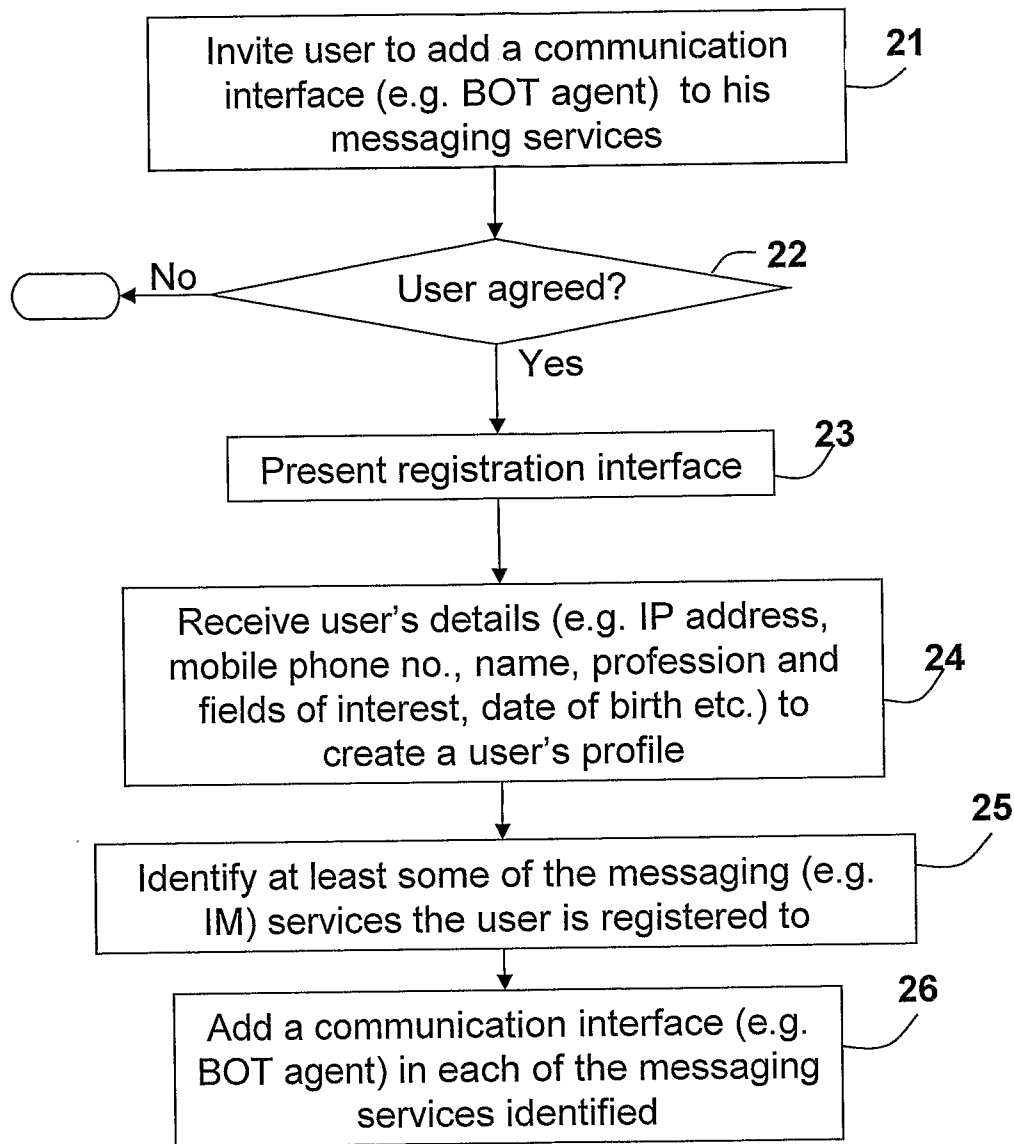 Invite user to add a communication
interface (e.g. BOT agent) to his
messaging services
21
22
User agreed?
No
Yes
23
Present registration interface
Receive user's details (e.g. IP address,
mobile phone no., name, profession and
fields of interest, date of birth etc.) to
create a user's profile
24
25
Identify at least some of the messaging (e.g.
IM) services the user is registered to
26
Add a communication interface (e.g.
BOT agent) in each of the messaging
services identified